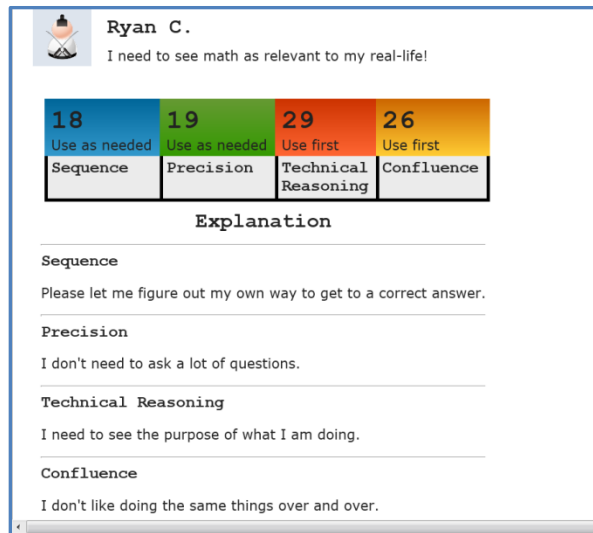 Ryan C.
I need to see math as relevant to my real-life!
18 19 29 26
Use as needed Use as needed Use first Use first
Sequence Precision Technical Reasoning Confluence
Explanation
Sequence
Please let me figure out my own way to get to a correct answer.
Precision
I don't need to ask a lot of questions.
Technical Reasoning
I need to see the purpose of what I am doing.
Confluence
I don't like doing the same things over and over.